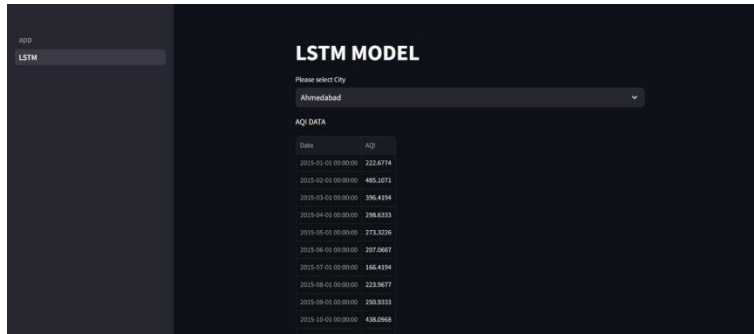 app
LSTM
LSTM MODEL
Please select City
Ahmedabad
AQI DATA
Date AQI
2015-01-01 00:00:00 222.6774
2015-02-01 00:00:00 485.1071
2015-03-01 00:00:00 396.4194
2015-04-01 00:00:00 298.6333
2015-05-01 00:00:00 273.3226
2015-06-01 00:00:00 207.0667
2015-07-01 00:00:00 166.4194
2015-08-01 00:00:00 223.9677
2015-09-01 00:00:00 250.9333
2015-10-01 00:00:00 438.0968